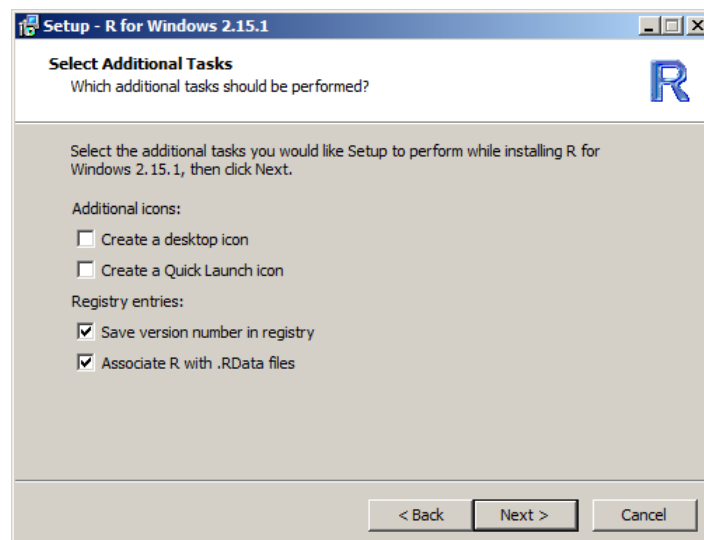 Setup - R for Windows 2.15.1
Select Additional Tasks
Which additional tasks should be performed?
R
Select the additional tasks you would like Setup to perform while installing R for
Windows 2.15.1, then click Next.
Additional icons:
Create a desktop icon
Create a Quick Launch icon
Registry entries:
Save version number in registry
Associate R with .RData files
< Back Next > Cancel